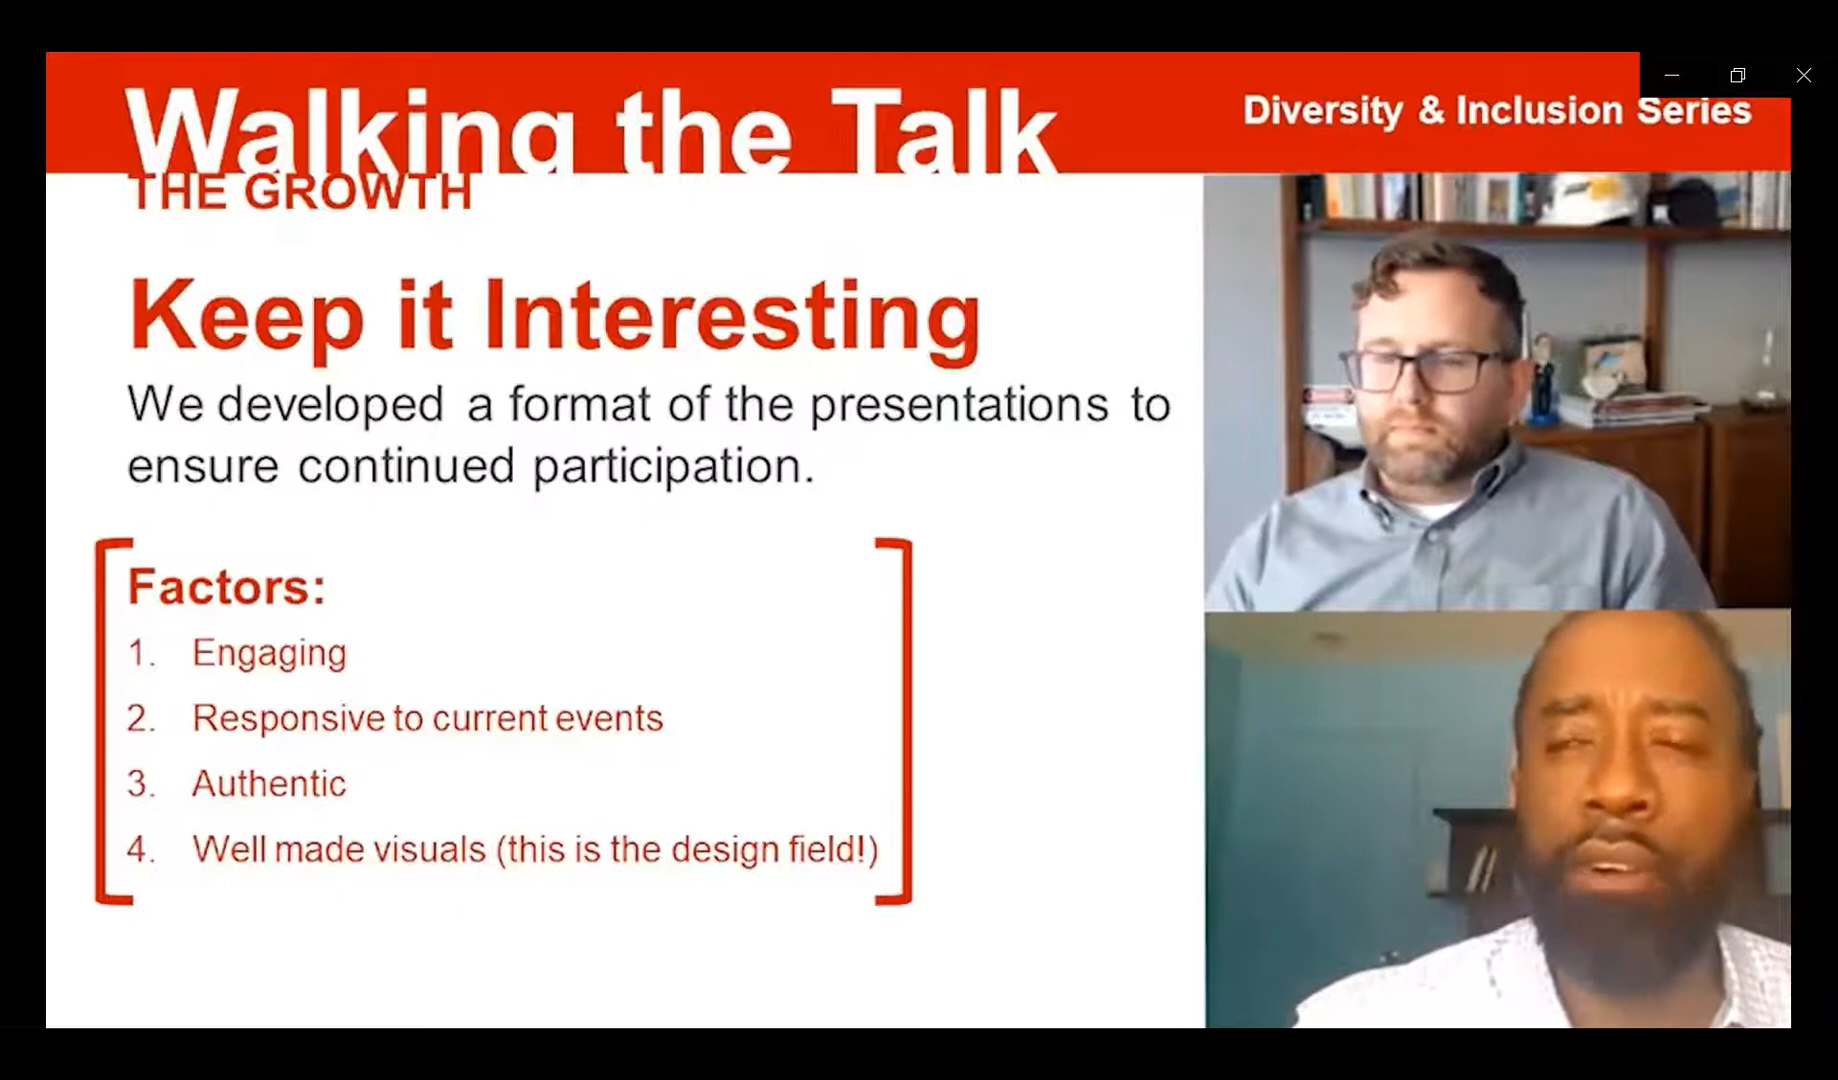 Walking the Talk
Diversity & Inclusion Series
THE GROWTH
Keep it Interesting
We developed a format of the presentations to
ensure continued participation.
Factors:
1. Engaging
2. Responsive to current events
3. Authentic
4. Well made visuals (this is the design field!)